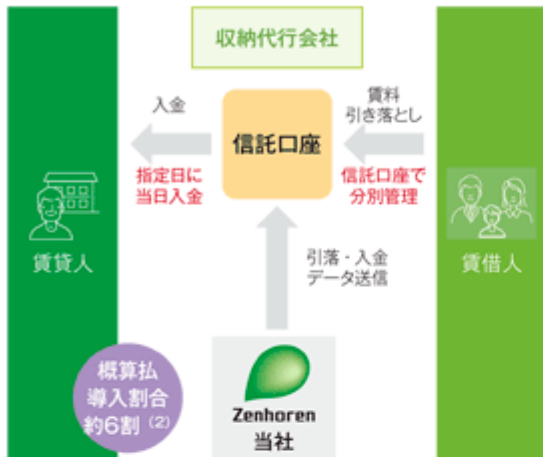 収納代行会社
入金
信託口座
賃料
引き落とし
指定日に
当日入金
信託口座で
分別管理
賃貸人
引落・入金
データ送信
賃借人
概算払
導入割合
約6割 (2)
Zenhoren
当社